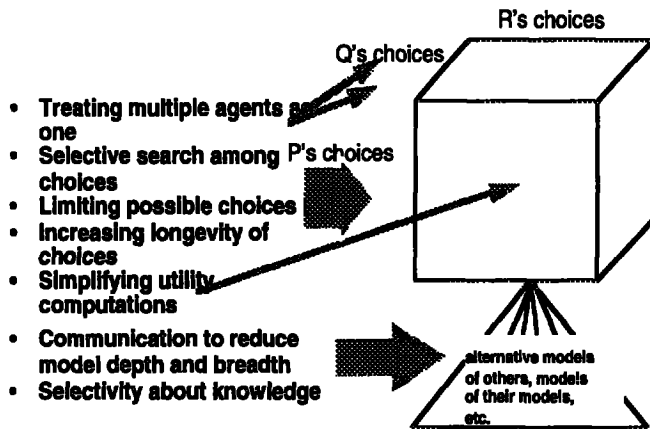 R's choices
Q's choices
• Treating multiple agents as
one
• Selective search among
choices
P's choices
• Limiting possible choices
• Increasing longevity of
choices
• Simplifying utility
computations
• Communication to reduce
model depth and breadth
• Selectivity about knowledge
alternative models
of others, models
of their models,
etc.